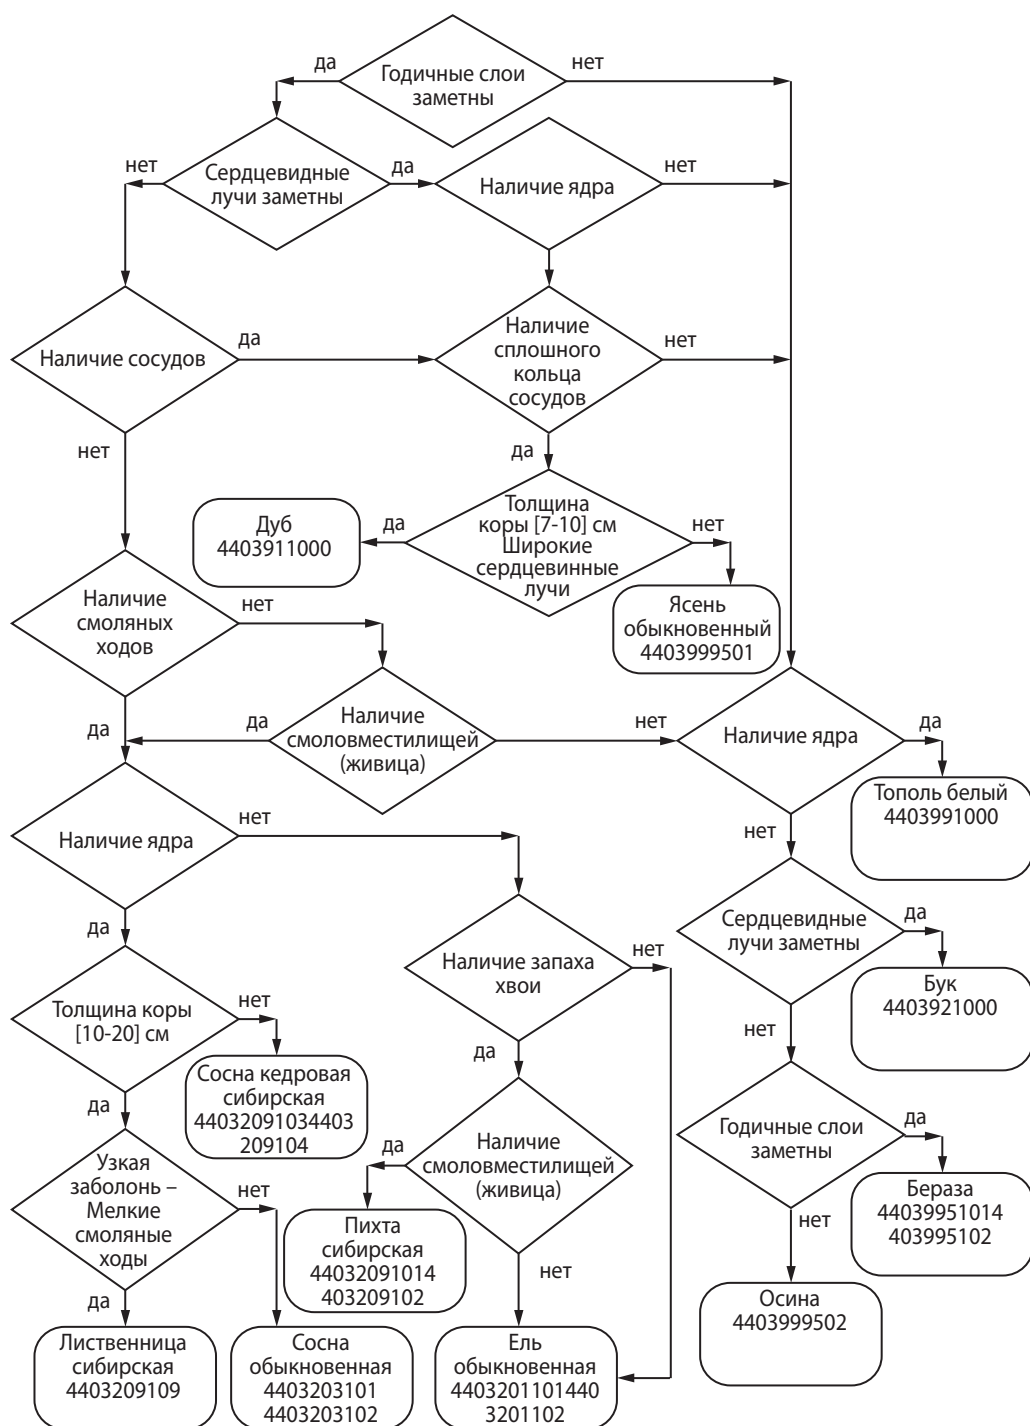 да
Годичные слои
заметны
нет
нет
Сердцевидные
лучи заметны
да
Наличие ядра
нет
Наличие сосудов
да
Наличие
сплошного
кольца
сосудов
нет
нет
да
Дуб
4403911000
да
Толщина
коры [7-10] см
Широкие
сердцевинные
лучи
нет
Ясень
обыкновенный
4403999501
Наличие
смоляных
ходов
нет
да
да
Наличие
смоловместилищей
(живица)
нет
Наличие ядра
да
Тополь белый
4403991000
Наличие ядра
нет
нет
да
Сердцевидные
лучи заметны
да
Бук
4403921000
Наличие запаха
хвои
нет
Толщина коры
[10-20] см
нет
нет
да
Сосна кедровая
сибирская
44032091034403
209104
да
Годичные слои
заметны
да
Бераза
44039951014
403995102
Узкая
заболонь –
Мелкие
смоляные
ходы
нет
да
Наличие
смоловместилищей
(живица)
Пихта
сибирская
44032091014
403209102
нет
нет
да
Осина
4403999502
Лиственница
сибирская
4403209109
Сосна
обыкновенная
4403203101
4403203102
Ель
обыкновенная
4403201101440
3201102